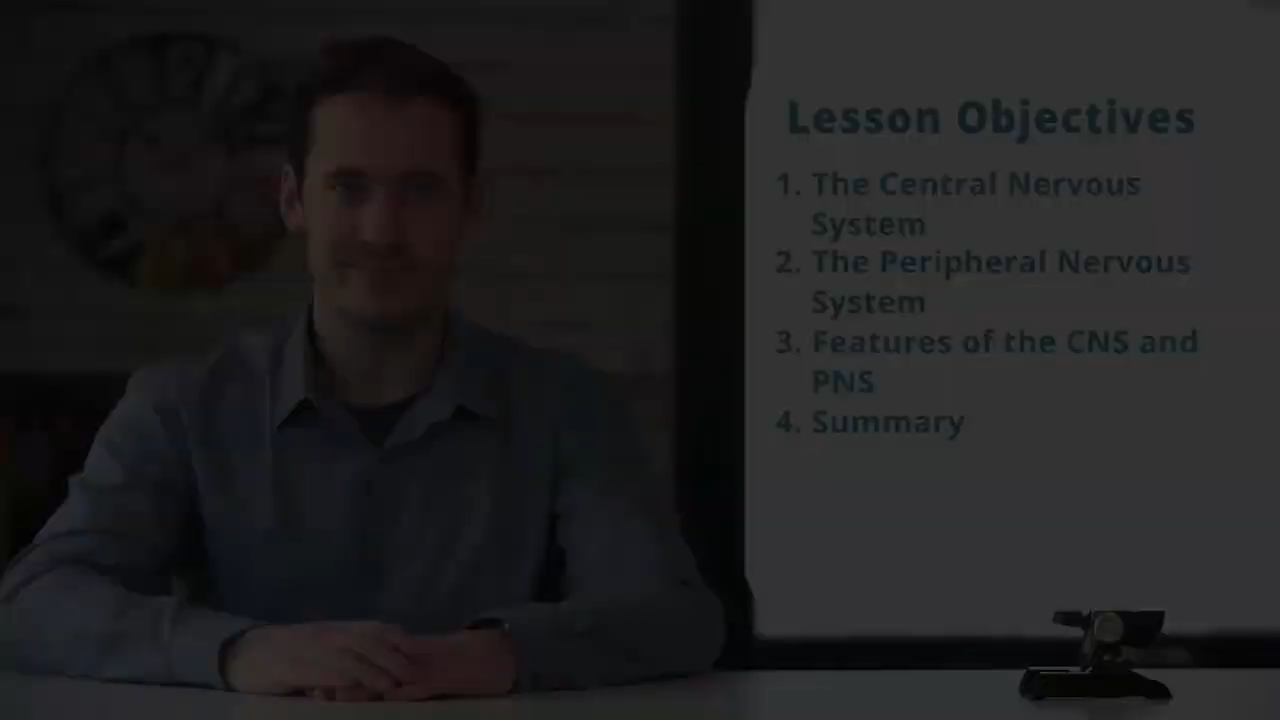 Lesson Objectives
1. The Central Nervous
System
2. The Peripheral Nervous
System
3. Features of the CNS and
PNS
4. Summary